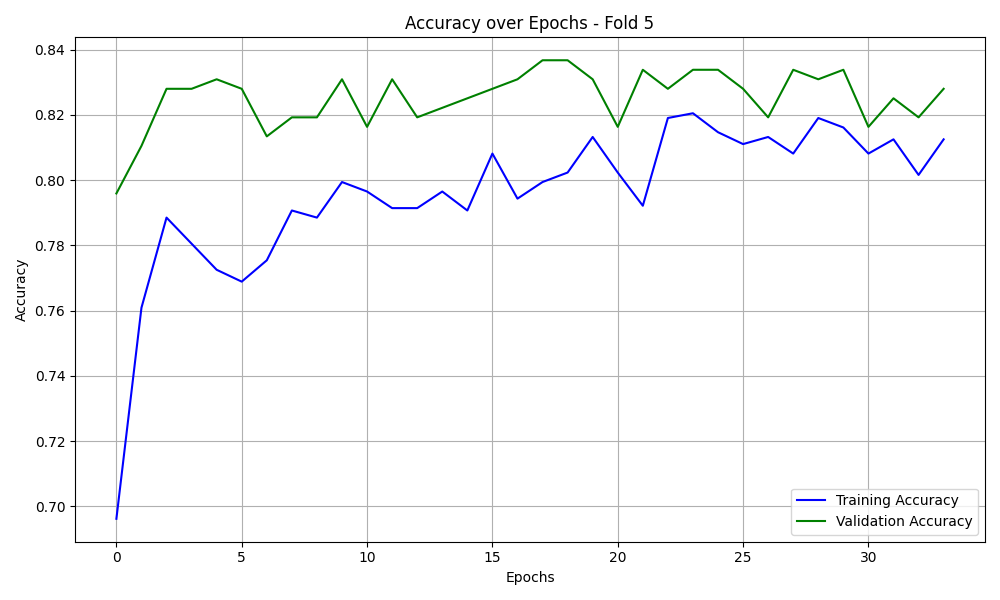 Accuracy over Epochs - Fold 5
Accuracy
0.84
0.82
0.80
0.78
0.76
0.74
0.72
0.70
0 5 10 15 20 25 30
Epochs
Training Accuracy
Validation Accuracy